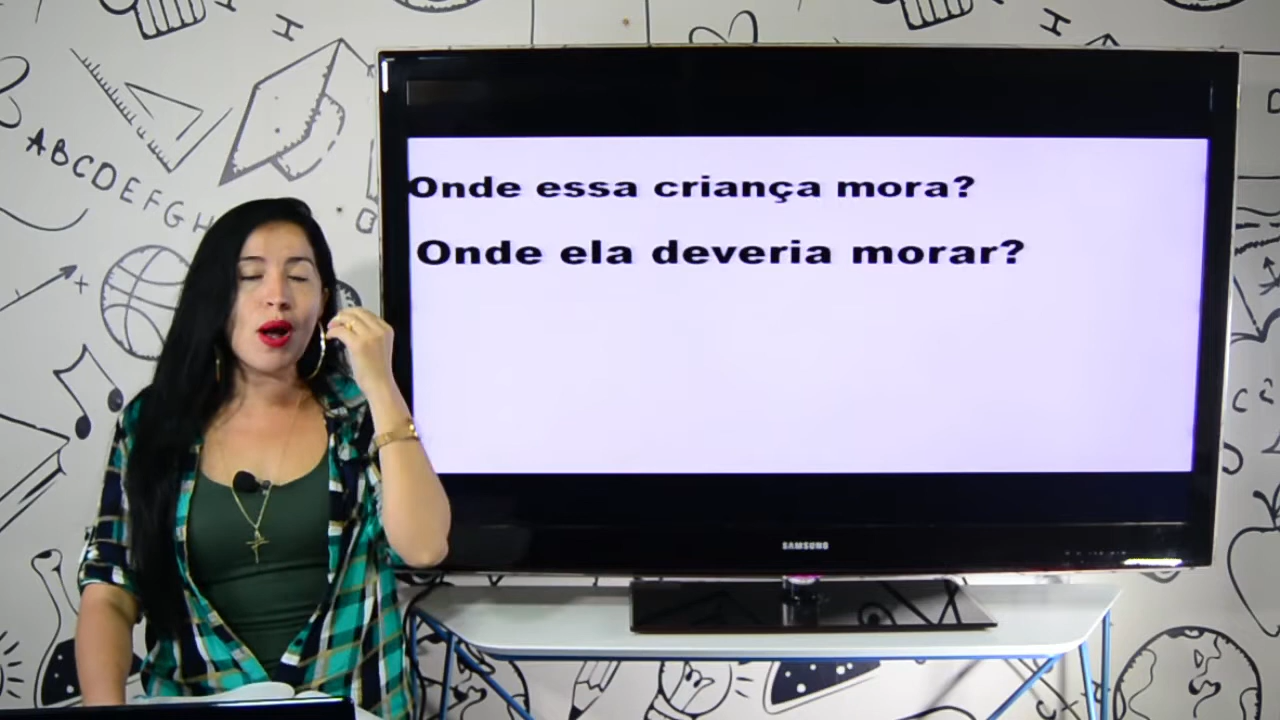 ABCDEFGH
Onde essa criança mora?
Onde ela deveria morar?
SAMSUNG